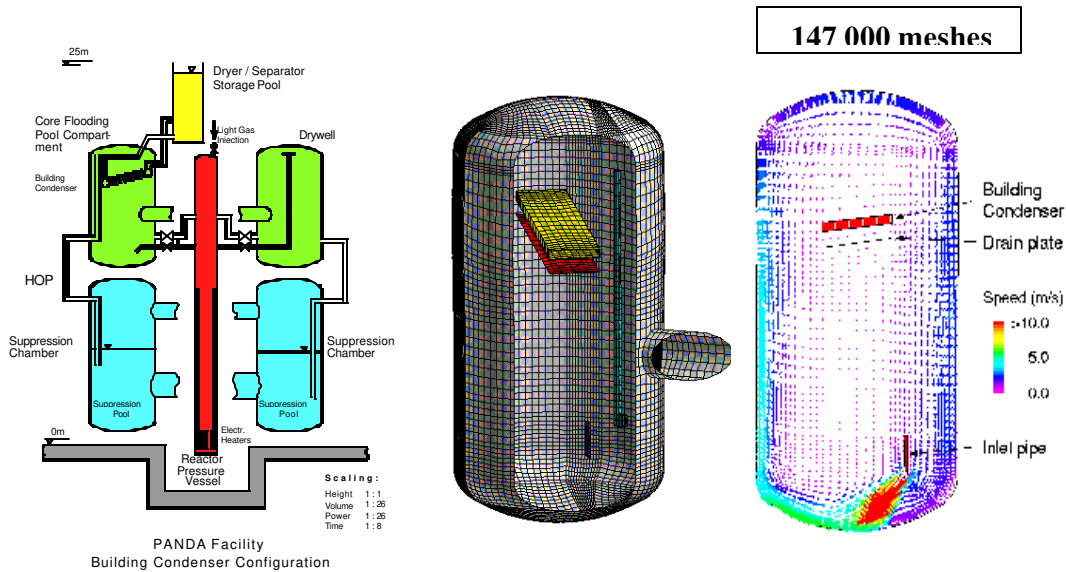 147 000 meshes
25m
Dryer / Separator
Storage Pool
Core Flooding
Pool Compart-
ment
Light Gas
Injection
Drywell
Building
Condenser
HOP
Suppression
Chamber
Suppression
Chamber
Suppression
Pool
Suppression
Pool
0m
Electr.
Heaters
Reactor
Pressure
Vessel
Scaling:
Height 1:1
Volume 1:26
Power 1:26
Time 1:8
PANDA Facility
Building Condenser Configuration
Building
Condenser
Drain plate
Speed (m/s)
>10.0
5.0
0.0
Inlet pipe